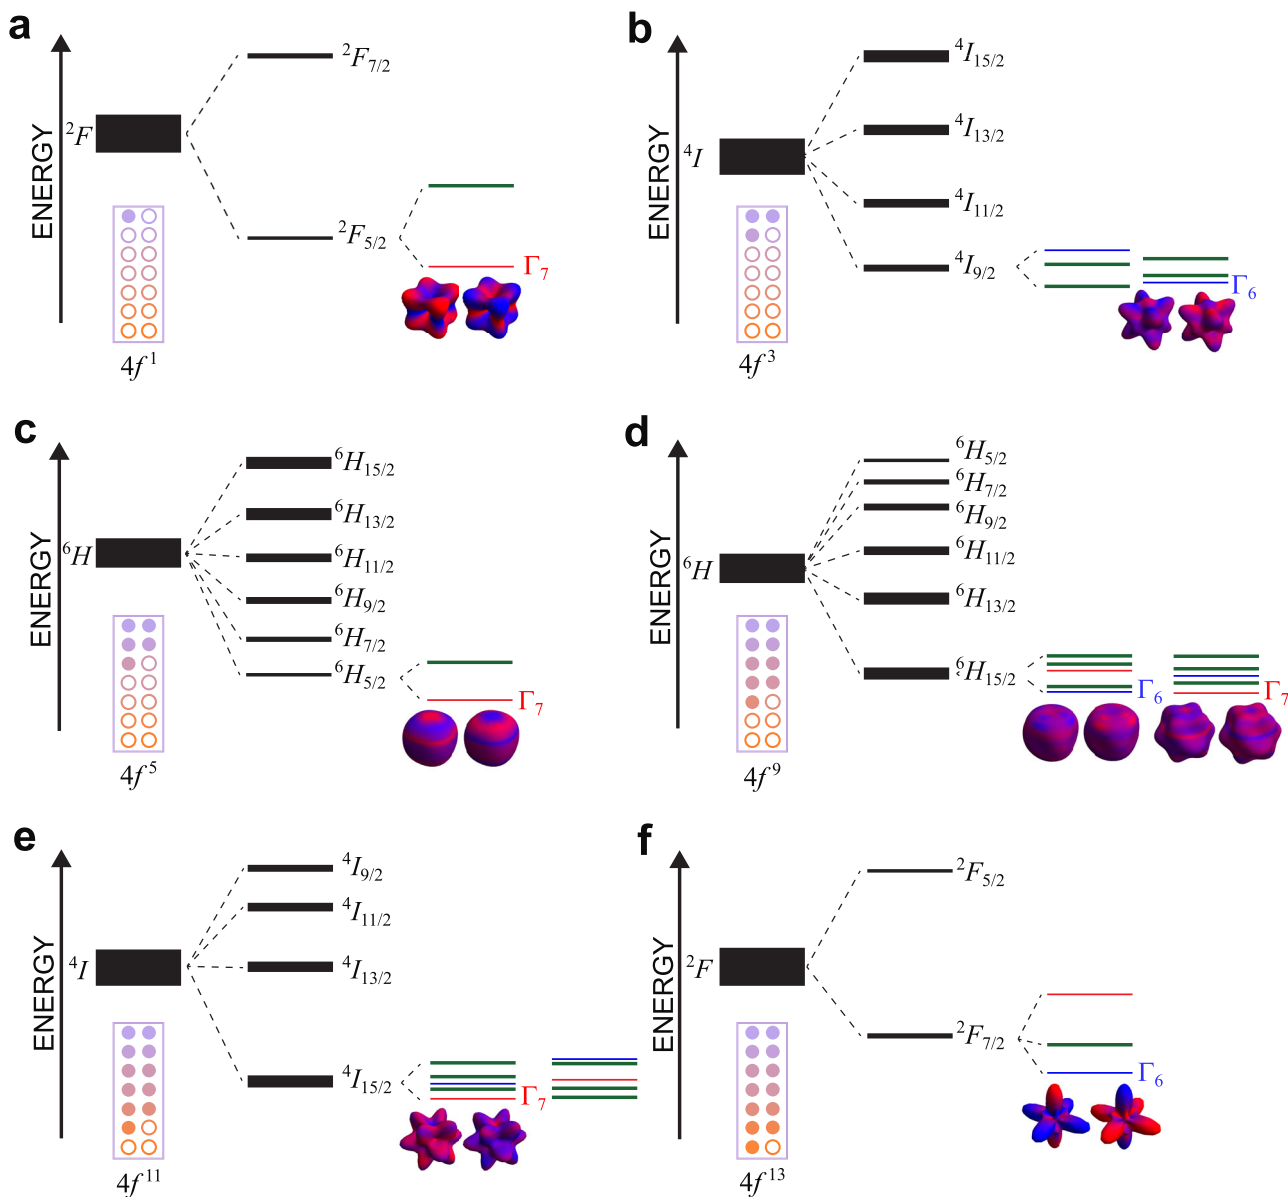 a
ENERGY
²F
²F₇/₂
²F₅/₂
Γ₇
4f¹
b
ENERGY
⁴I
⁴I₁₅/₂
⁴I₁₃/₂
⁴I₁₁/₂
⁴I₉/₂
Γ₆
4f³
c
ENERGY
⁶H
⁶H₁₅/₂
⁶H₁₃/₂
⁶H₁₁/₂
⁶H₉/₂
⁶H₇/₂
⁶H₅/₂
Γ₇
4f⁵
d
ENERGY
⁶H
⁶H₅/₂
⁶H₇/₂
⁶H₉/₂
⁶H₁₁/₂
⁶H₁₃/₂
⁶H₁₅/₂
Γ₆
Γ₇
4f⁹
e
ENERGY
⁴I
⁴I₉/₂
⁴I₁₁/₂
⁴I₁₃/₂
⁴I₁₅/₂
Γ₇
4f¹¹
f
ENERGY
²F
²F₅/₂
²F₇/₂
Γ₆
4f¹³